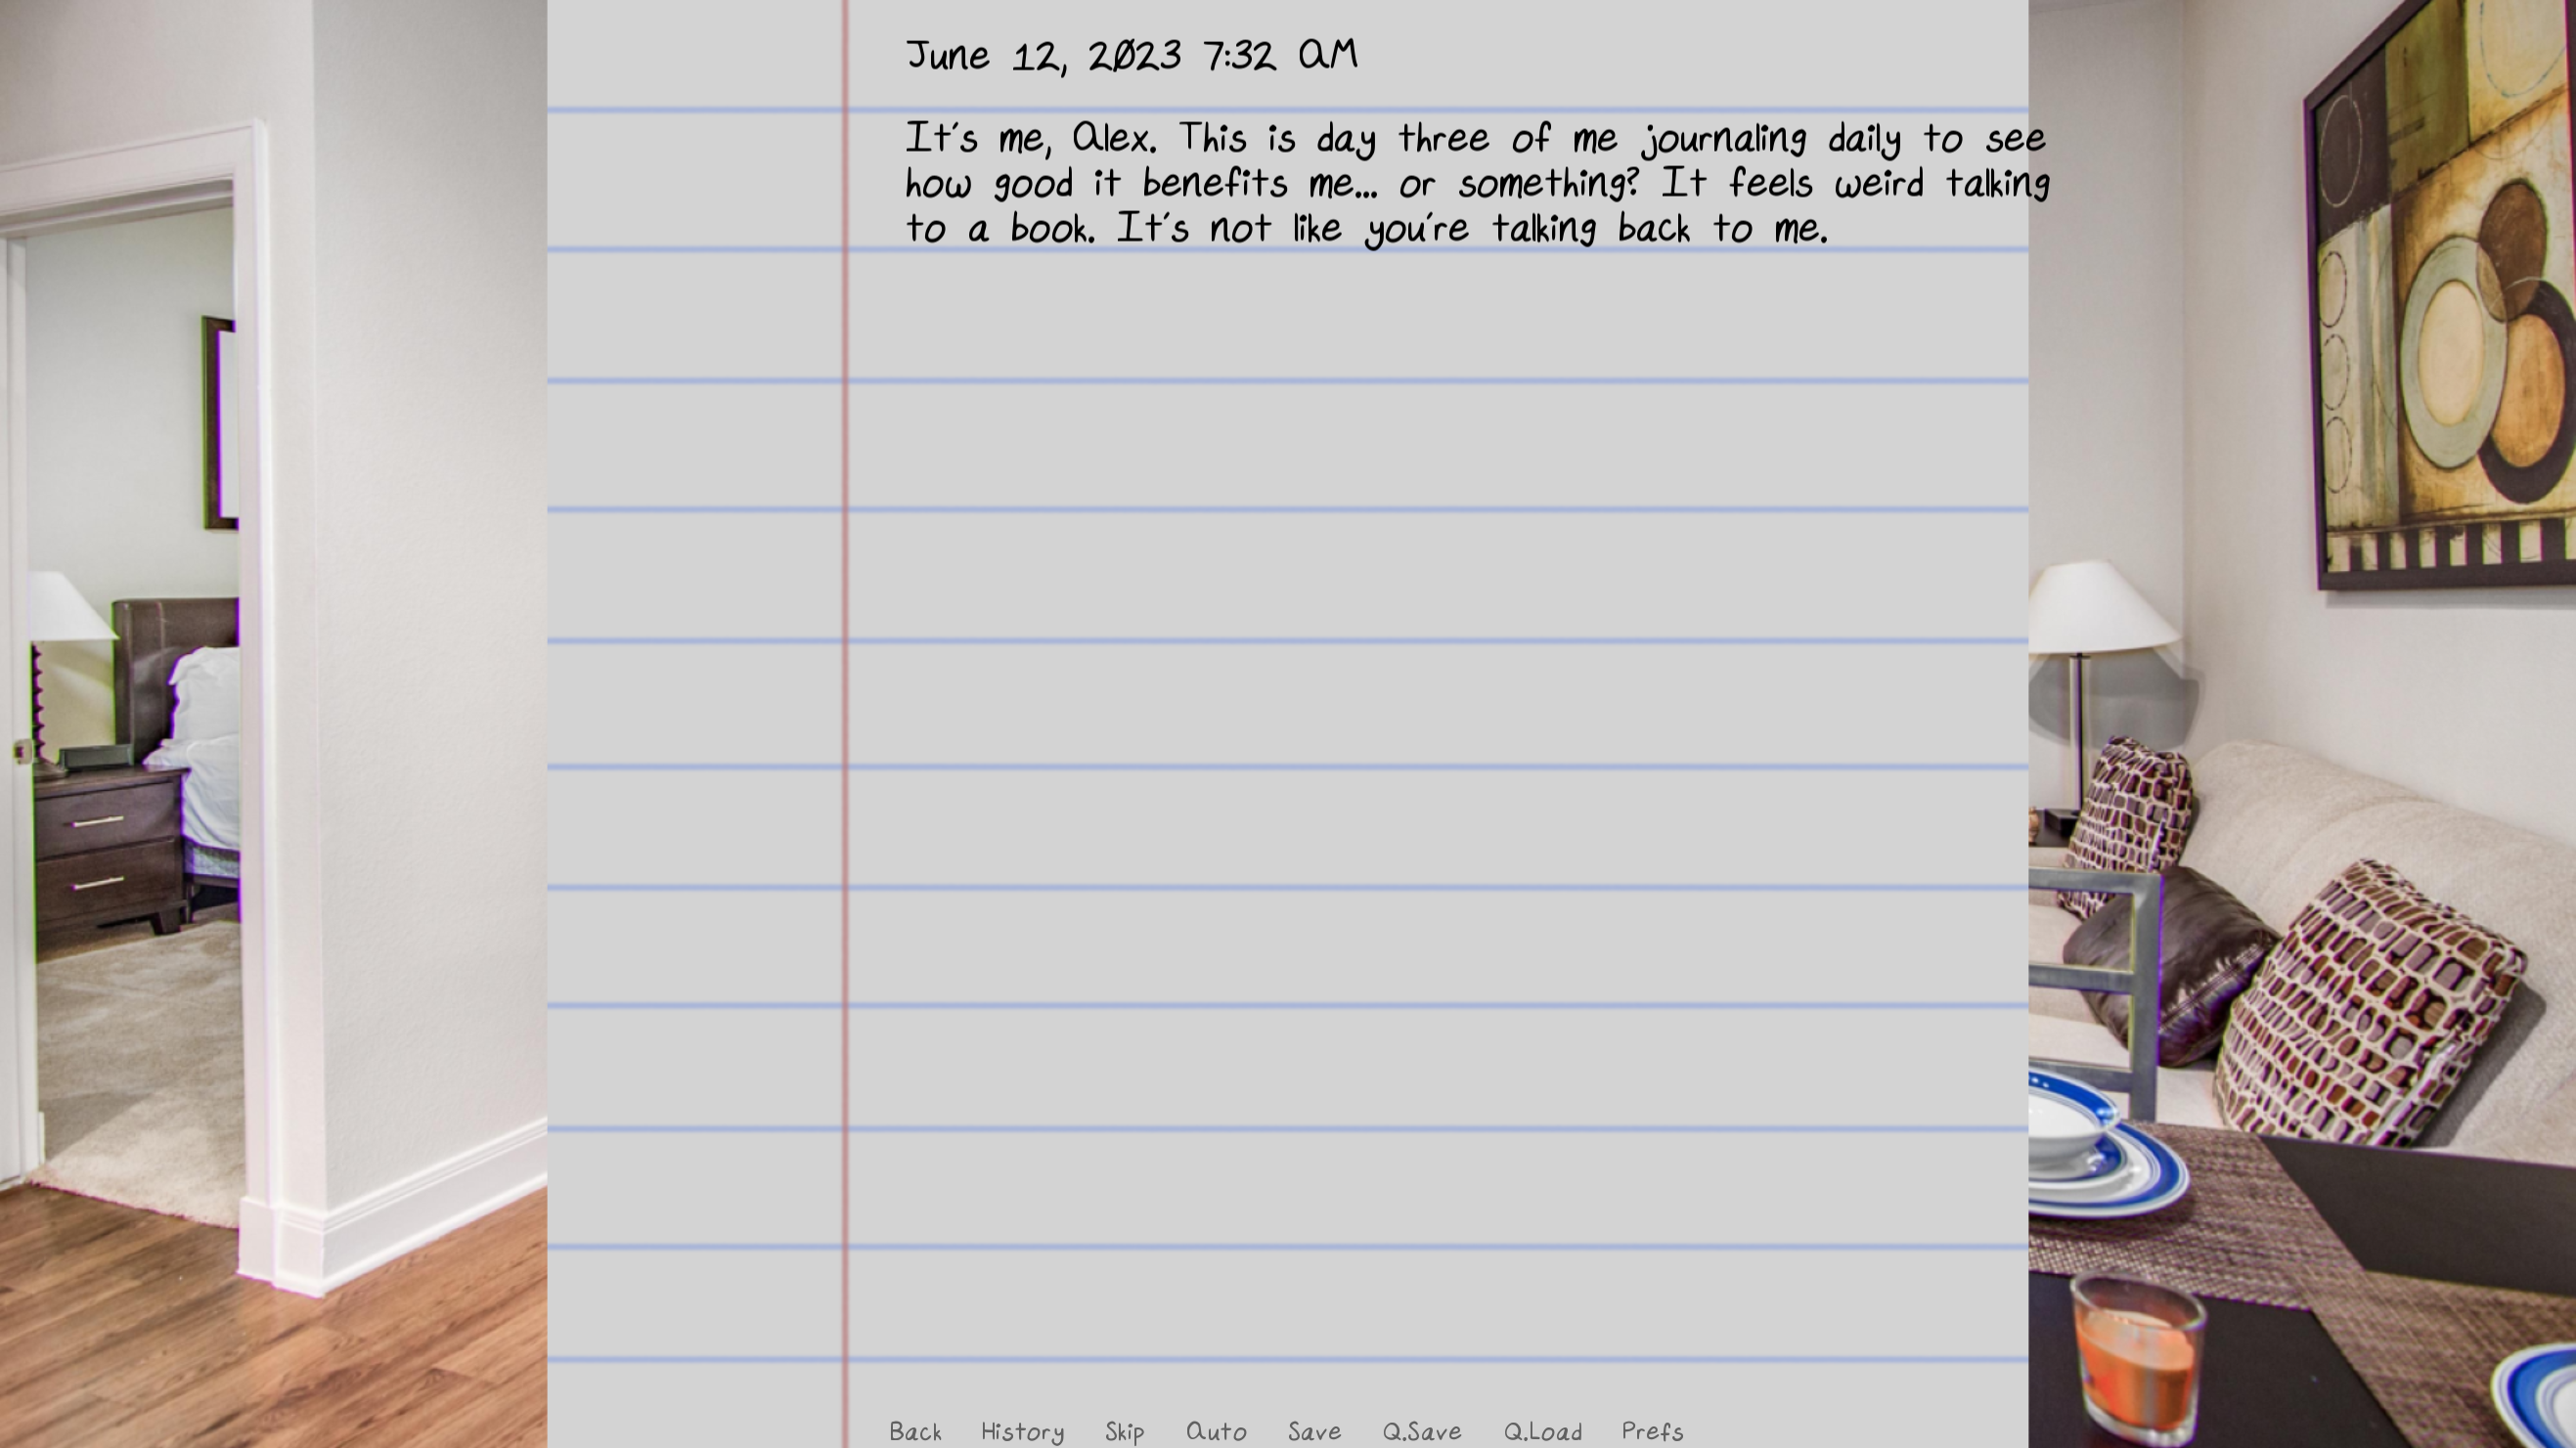 June 12, 2023 7:32 AM
It's me, Alex. This is day three of me journaling daily to see
how good it benefits me... or something? It feels weird talking
to a book. It's not like you're talking back to me.
Back History Skip Auto Save Q.Save Q.Load Prefs